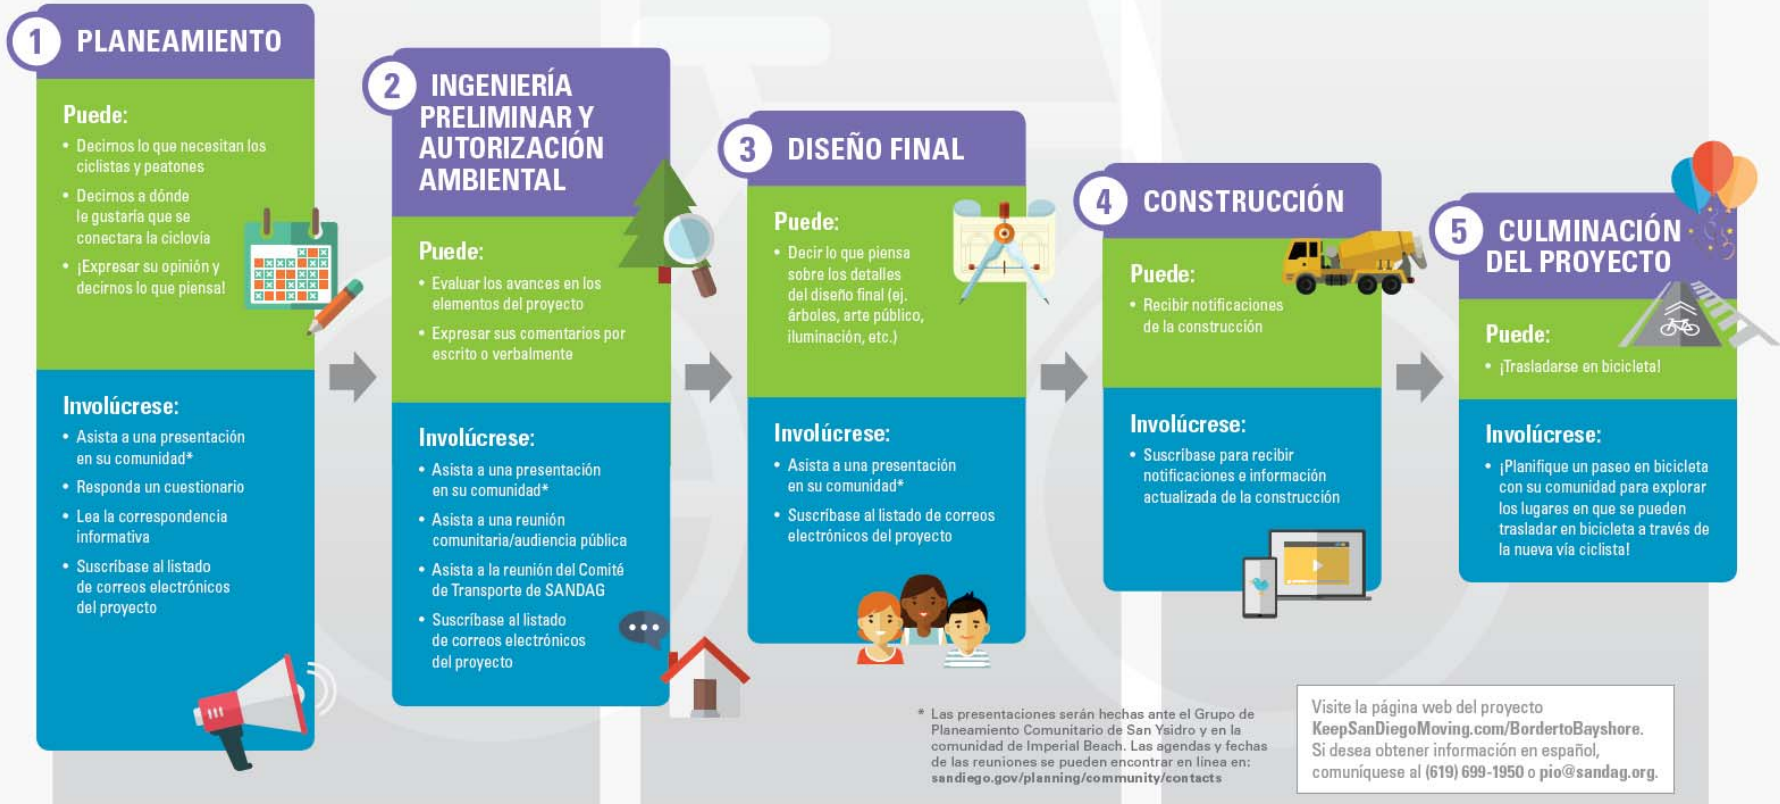 1 PLANEAMIENTO
Puede:
• Decirnos lo que necesitan los
ciclistas y peatones
• Decirnos a dónde
le gustaría que se
conectara la ciclovía
• ¡Expresar su opinión y
decirnos lo que piensa!
Involúcrese:
• Asista a una presentación
en su comunidad*
• Responda un cuestionario
• Lea la correspondencia
informativa
• Suscríbase al listado
de correos electrónicos
del proyecto
2 INGENIERÍA
PRELIMINAR Y
AUTORIZACIÓN
AMBIENTAL
Puede:
• Evaluar los avances en los
elementos del proyecto
• Expresar sus comentarios por
escrito o verbalmente
Involúcrese:
• Asista a una presentación
en su comunidad*
• Asista a una reunión
comunitaria/audiencia pública
• Asista a la reunión del Comité
de Transporte de SANDAG
• Suscríbase al listado
de correos electrónicos
del proyecto
3 DISEÑO FINAL
Puede:
• Decir lo que piensa
sobre los detalles
del diseño final (ej.
árboles, arte público,
iluminación, etc.)
Involúcrese:
• Asista a una presentación
en su comunidad*
• Suscríbase al listado de correos
electrónicos del proyecto
4 CONSTRUCCIÓN
Puede:
• Recibir notificaciones
de la construcción
Involúcrese:
• Suscríbase para recibir
notificaciones e información
actualizada de la construcción
5 CULMINACIÓN
DEL PROYECTO
Puede:
• ¡Trasladarse en bicicleta!
Involúcrese:
• ¡Planifique un paseo en bicicleta
con su comunidad para explorar
los lugares en que se pueden
trasladar en bicicleta a través de
la nueva vía ciclista!
* Las presentaciones serán hechas ante el Grupo de
Planeamiento Comunitario de San Ysidro y en la
comunidad de Imperial Beach. Las agendas y fechas
de las reuniones se pueden encontrar en línea en:
sandiego.gov/planning/community/contacts
Visite la página web del proyecto
KeepSanDiegoMoving.com/BordertoBayshore.
Si desea obtener información en español,
comuníquese al (619) 699-1950 o pio@sandag.org.